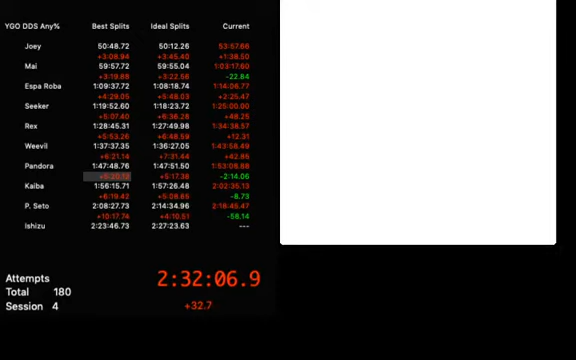 YGO DDS Any% Best Splits Ideal Splits Current
Joey 50:48.72 50:12.26 53:57.66
+3:08.94 +3:45.40 +1:38.50
Mai 59:57.72 59:55.04 1:03:17.60
+3:19.88 +3:22.56 -22.84
Espa Roba 1:09:37.72 1:08:18.74 1:14:06.77
+4:29.05 +5:48.03 +2:25.47
Seeker 1:19:52.60 1:18:23.72 1:25:00.00
+5:07.40 +6:36.28 +48.25
Rex 1:28:45.31 1:27:49.98 1:34:38.57
+5:53.26 +6:48.59 +12.31
Weevil 1:37:37.35 1:36:27.05 1:43:58.49
+6:21.14 +7:31.44 +42.86
Pandora 1:47:48.76 1:47:51.50 1:53:08.88
+5:20.12 +5:17.38 -2:14.06
Kaiba 1:56:15.71 1:57:26.48 2:02:35.13
+6:19.42 +5:08.65 -8.73
P. Seto 2:08:27.73 2:14:34.96 2:18:45.47
+10:17.74 +4:10.51 -58.14
Ishizu 2:23:46.73 2:27:23.63 ---
Attempts
Total 180
Session 4
2:32:06.9
+32.7